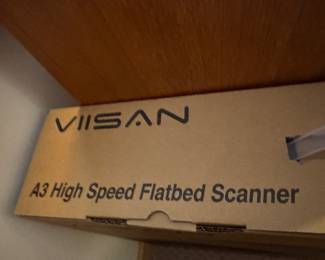 VIISAN
A3 High Speed Flatbed Scanner